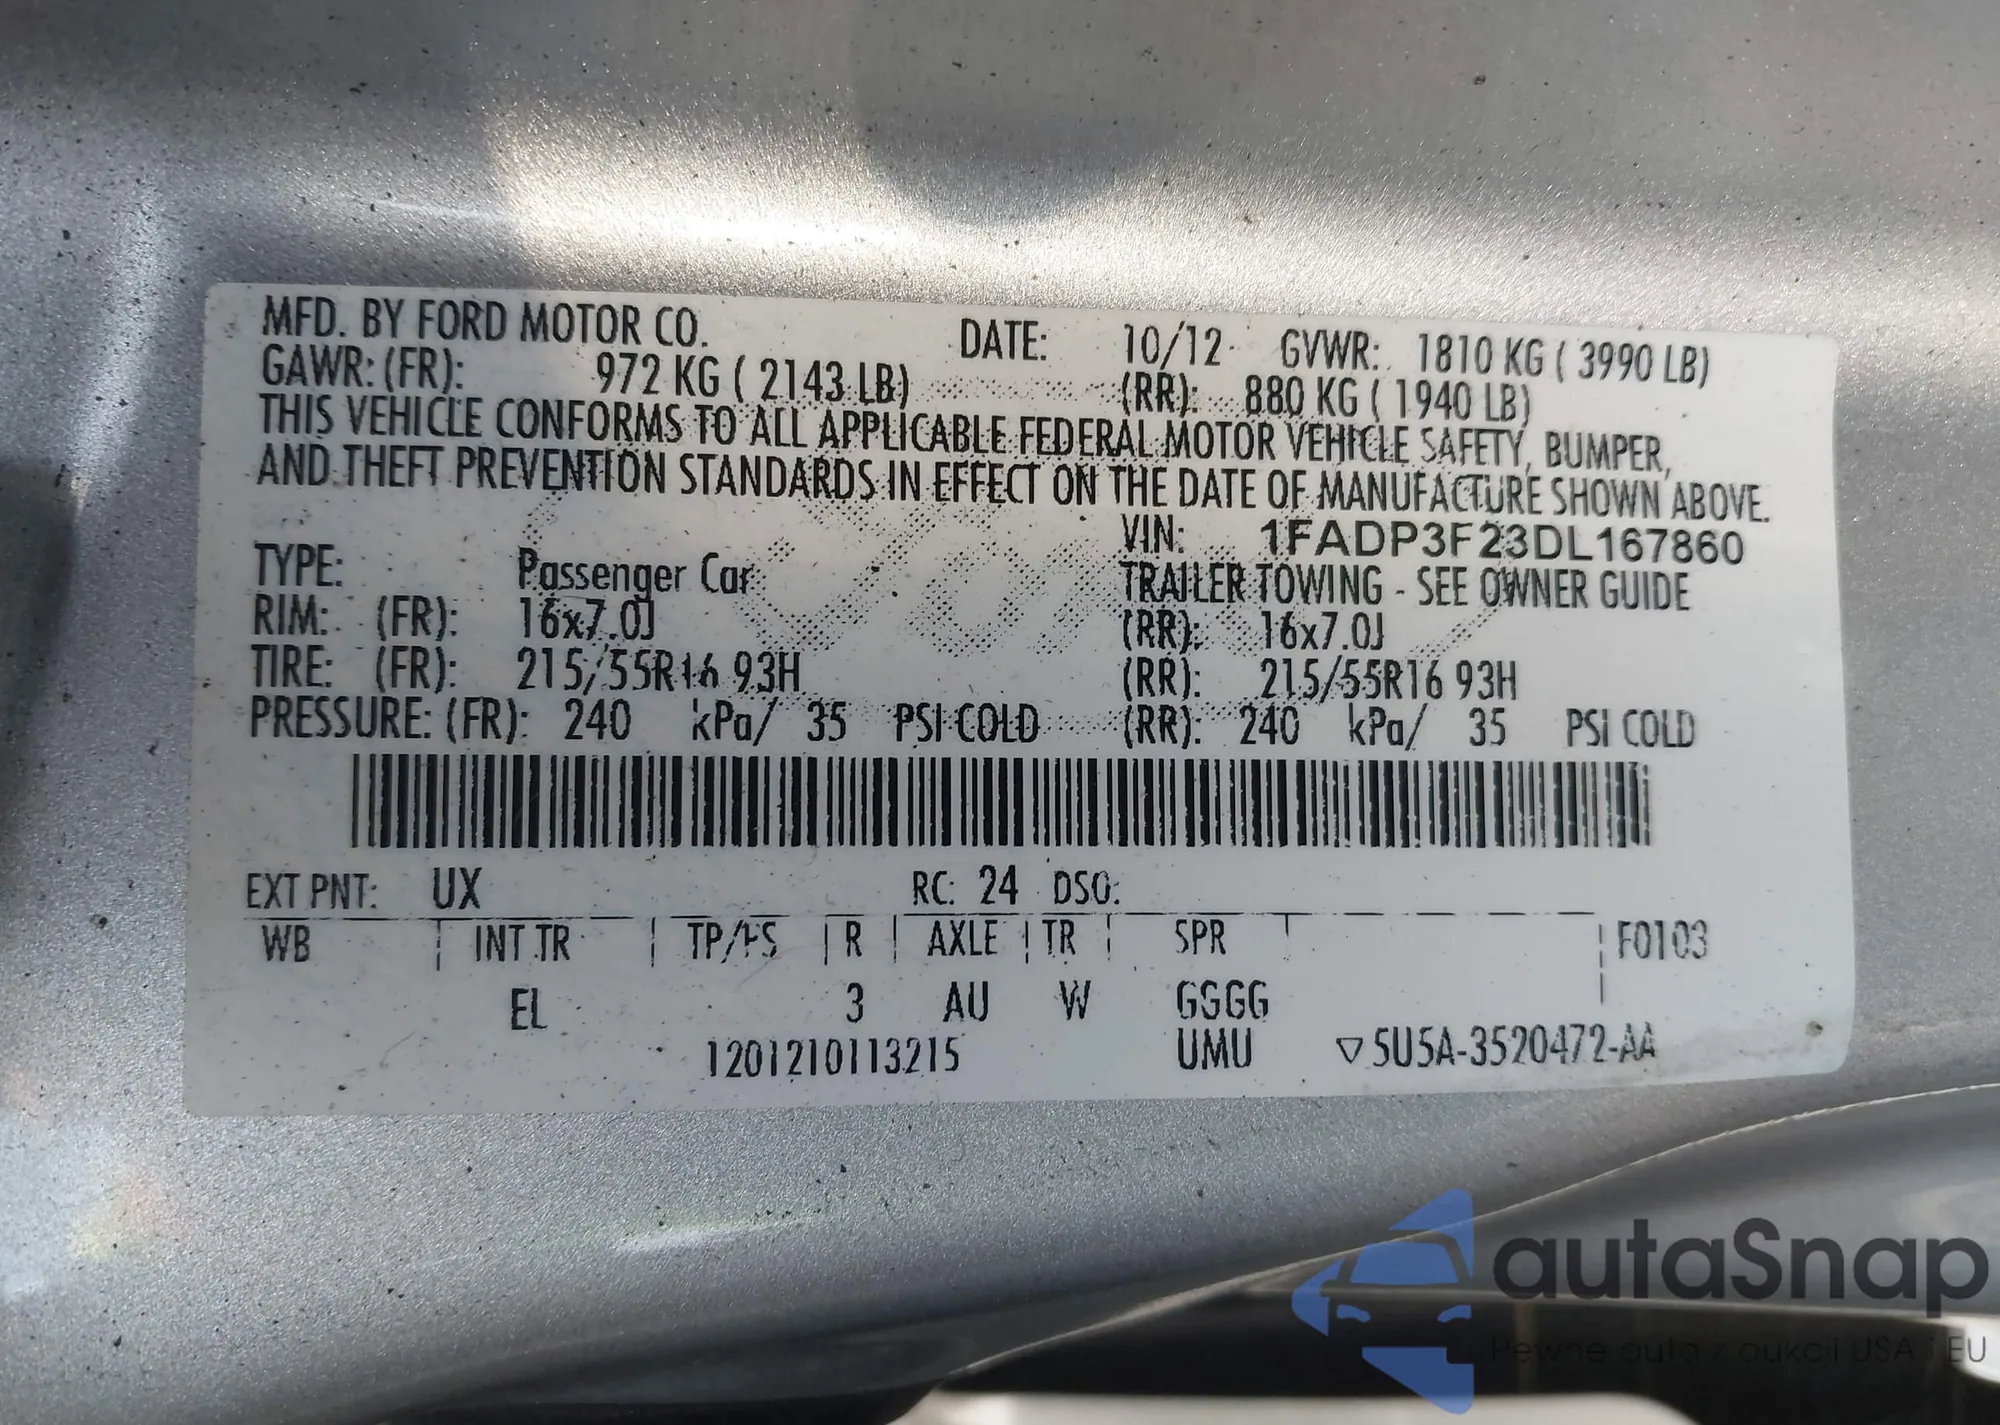 MFD. BY FORD MOTOR CO. DATE: 10/12 GVWR: 1810 KG ( 3990 LB)
GAWR: (FR): 972 KG ( 2143 LB) (RR): 880 KG ( 1940 LB)
THIS VEHICLE CONFORMS TO ALL APPLICABLE FEDERAL MOTOR VEHICLE SAFETY, BUMPER,
AND THEFT PREVENTION STANDARDS IN EFFECT ON THE DATE OF MANUFACTURE SHOWN ABOVE.
VIN: 1FADP3F23DL167860
TYPE: Passenger Car TRAILER TOWING - SEE OWNER GUIDE
RIM: (FR): 16x7.0J (RR): 16x7.0J
TIRE: (FR): 215/55R16 93H (RR): 215/55R16 93H
PRESSURE: (FR): 240 kPa/ 35 PSI COLD (RR): 240 kPa/ 35 PSI COLD
EXT PNT: UX RC: 24 DSO:
WB INT TR TP/PS R AXLE TR SPR F0103
EL 3 AU W GSGG
1201210113215 UMU ▽5U5A-3520472-AA
autaSnap
Pewne auta z aukcji USA i EU